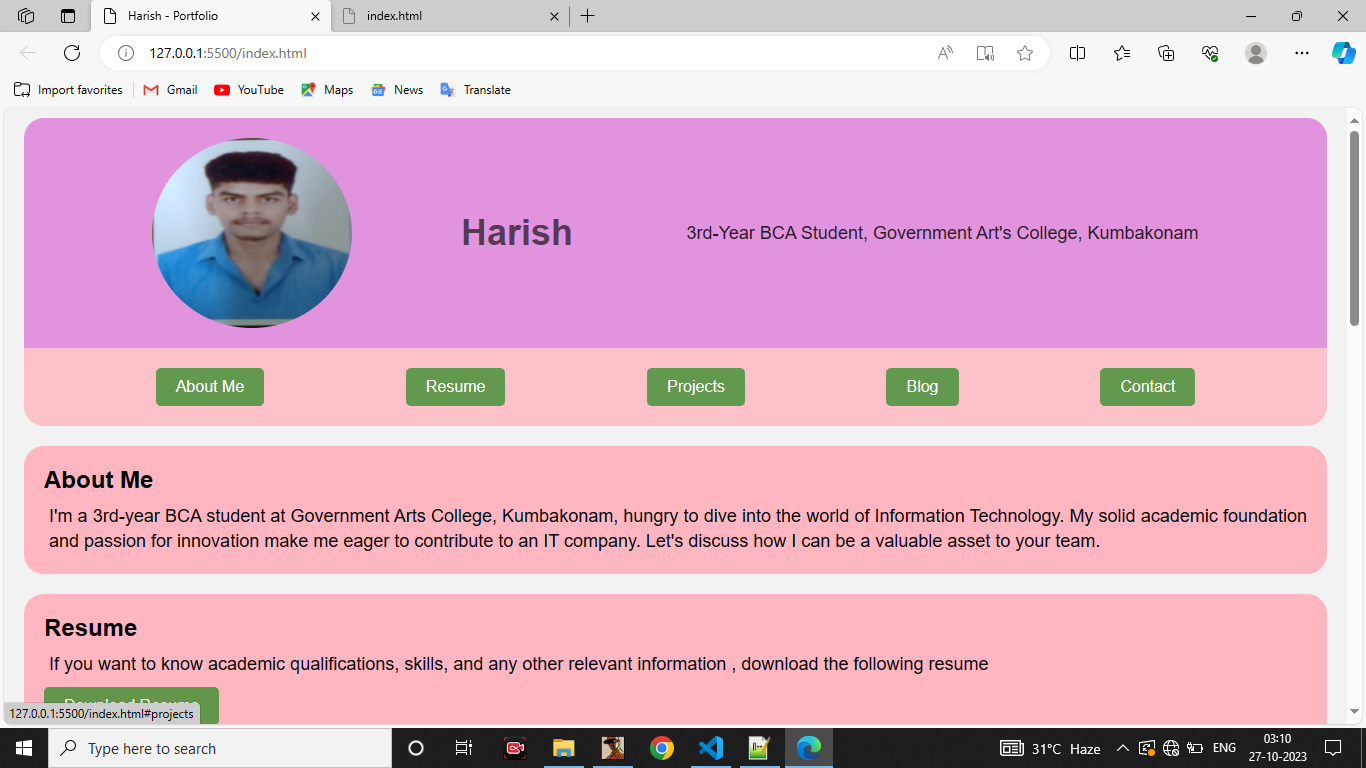 Harish - Portfolio
index.html
127.0.0.1:5500/index.html
Import favorites
Gmail
YouTube
Maps
News
Translate
Harish
3rd-Year BCA Student, Government Art's College, Kumbakonam
About Me
Resume
Projects
Blog
Contact
About Me
I'm a 3rd-year BCA student at Government Arts College, Kumbakonam, hungry to dive into the world of Information Technology. My solid academic foundation
and passion for innovation make me eager to contribute to an IT company. Let's discuss how I can be a valuable asset to your team.
Resume
If you want to know academic qualifications, skills, and any other relevant information , download the following resume
Download Resume
127.0.0.1:5500/index.html#projects
Type here to search
31°C Haze
ENG
03:10
27-10-2023